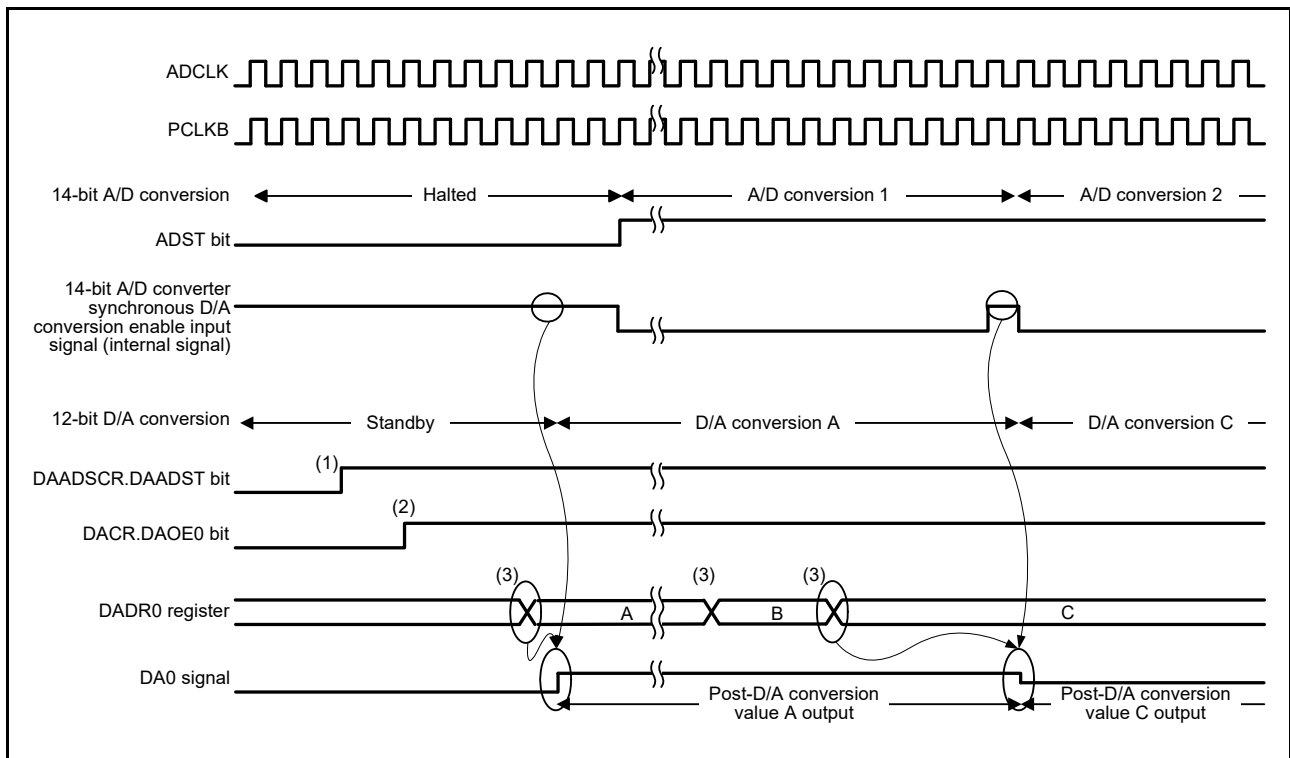 ADCLK
PCLKB
14-bit A/D conversion
Halted
A/D conversion 1
A/D conversion 2
ADST bit
14-bit A/D converter
synchronous D/A
conversion enable input
signal (internal signal)
12-bit D/A conversion
Standby
D/A conversion A
D/A conversion C
(1)
DAADSCR.DAADST bit
(2)
DACR.DAOE0 bit
(3)
(3)
(3)
DADR0 register
A
B
C
DA0 signal
Post-D/A conversion
value A output
Post-D/A conversion
value C output